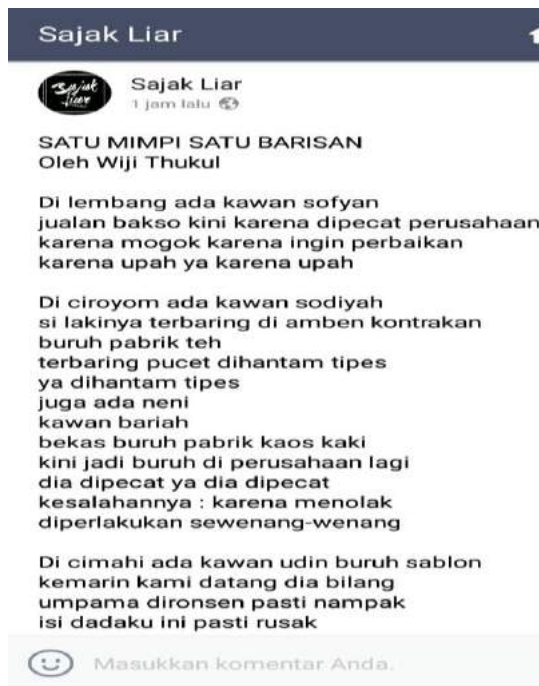 Sajak Liar
Sajak Liar
Sajak liar
1 jam lalu
SATU MIMPI SATU BARISAN
Oleh Wiji Thukul
Di lembang ada kawan sofyan
jualan bakso kini karena dipecat perusahaan
karena mogok karena ingin perbaikan
karena upah ya karena upah
Di ciroyom ada kawan sodiyah
si lakinya terbaring di amben kontrakan
buruh pabrik teh
terbaring pucet dihantam tipes
ya dihantam tipes
juga ada neni
kawan bariah
bekas buruh pabrik kaos kaki
kini jadi buruh di perusahaan lagi
dia dipecat ya dia dipecat
kesalahannya : karena menolak
diperlakukan sewenang-wenang
Di cimahi ada kawan udin buruh sablon
kemarin kami datang dia bilang
umpama dironsen pasti nampak
isi dadaku ini pasti rusak
Masukkan komentar Anda.